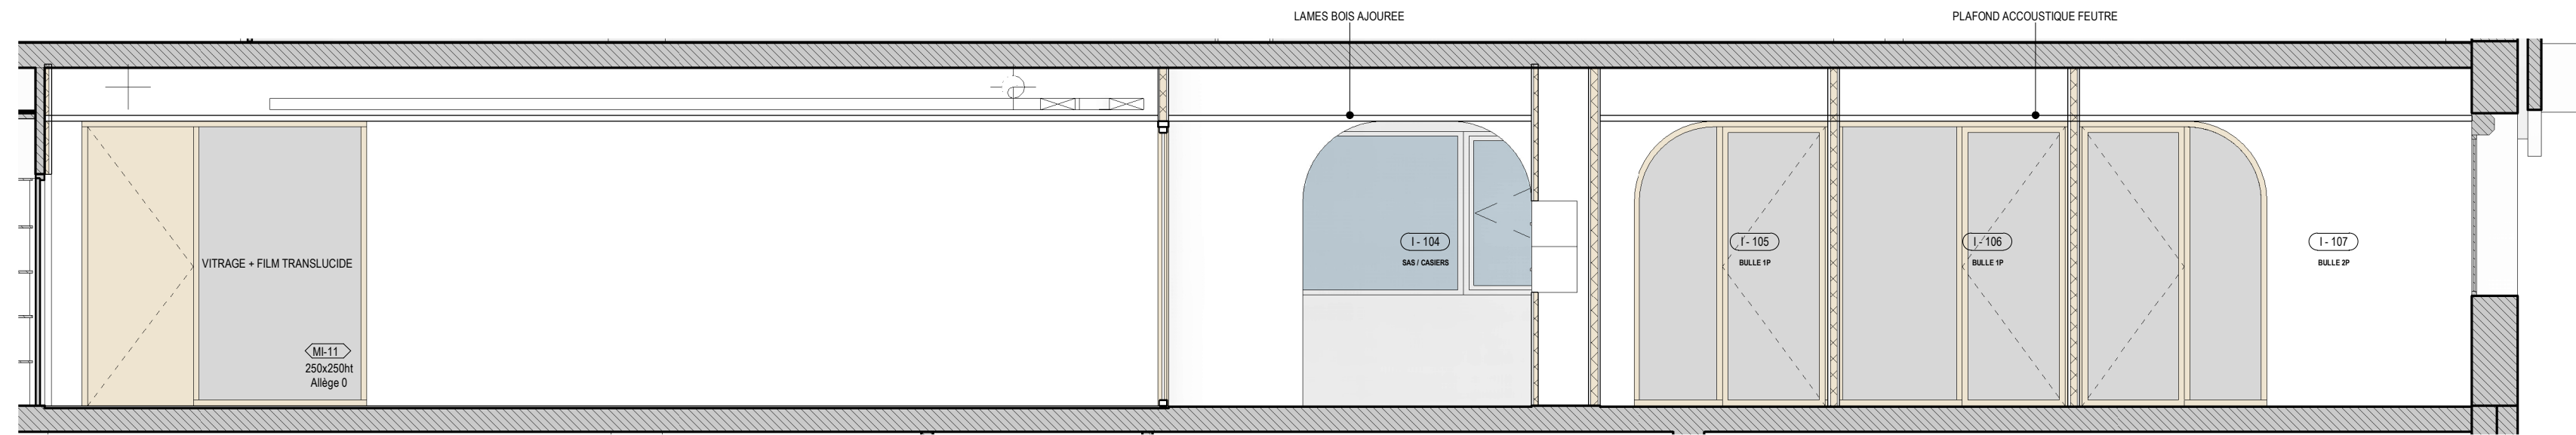 LAMES BOIS AJOUREE
PLAFOND ACCOUSTIQUE FEUTRE
VITRAGE + FILM TRANSLUCIDE
MI-11
250x250ht
Allège 0
I - 104
SAS / CASIERS
I - 105
BULLE 1P
I - 106
BULLE 1P
I - 107
BULLE 2P